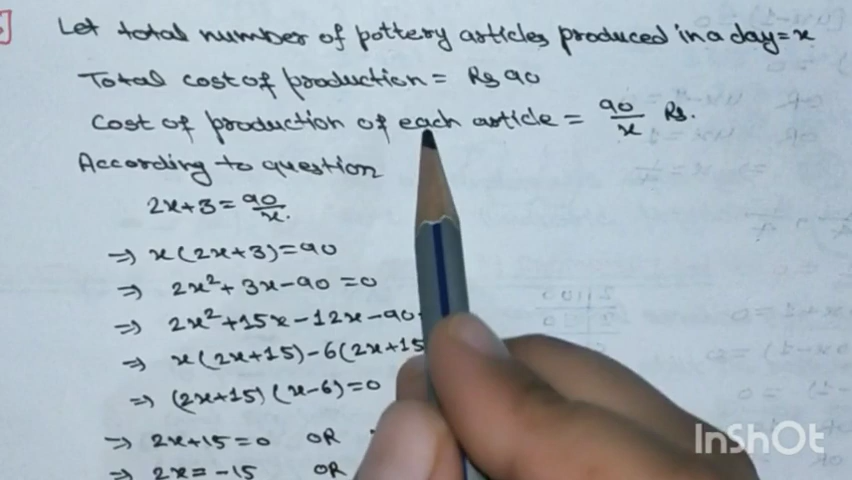 Let total number of pottery articles produced in a day = x
Total cost of production = Rs 90
Cost of production of each article = 90/x Rs.
According to question
2x+3 = 90/x.
⇒ x(2x+3)=90
⇒ 2x²+3x-90=0
⇒ 2x²+15x-12x-90
⇒ x(2x+15)-6(2x+15
⇒ (2x+15)(x-6)=0
⇒ 2x+15=0 OR
⇒ 2x=-15 OR
InShOt